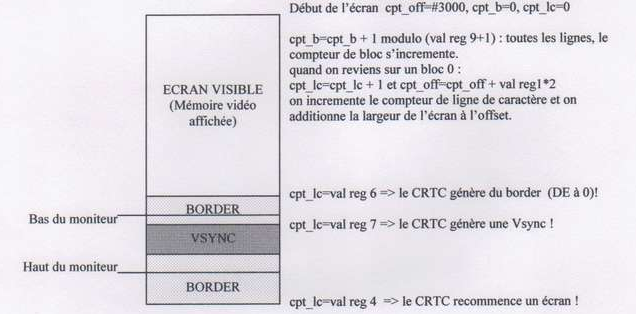 Début de l'écran cpt_off=#3000, cpt_b=0, cpt_lc=0
cpt_b=cpt_b + 1 modulo (val reg 9+1) : toutes les lignes, le
compteur de bloc s'incremente.
quand on reviens sur un bloc 0 :
cpt_lc=cpt_lc + 1 et cpt_off=cpt_off + val reg1*2
on incremente le compteur de ligne de caractère et on
additionne la largeur de l'écran à l'offset.
ECRAN VISIBLE
(Mémoire vidéo
affichée)
cpt_lc=val reg 6 => le CRTC génère du border (DE à 0)!
BORDER
Bas du moniteur
cpt_lc=val reg 7 => le CRTC génère une Vsync !
VSYNC
Haut du moniteur
BORDER
cpt_lc=val reg 4 => le CRTC recommence un écran !